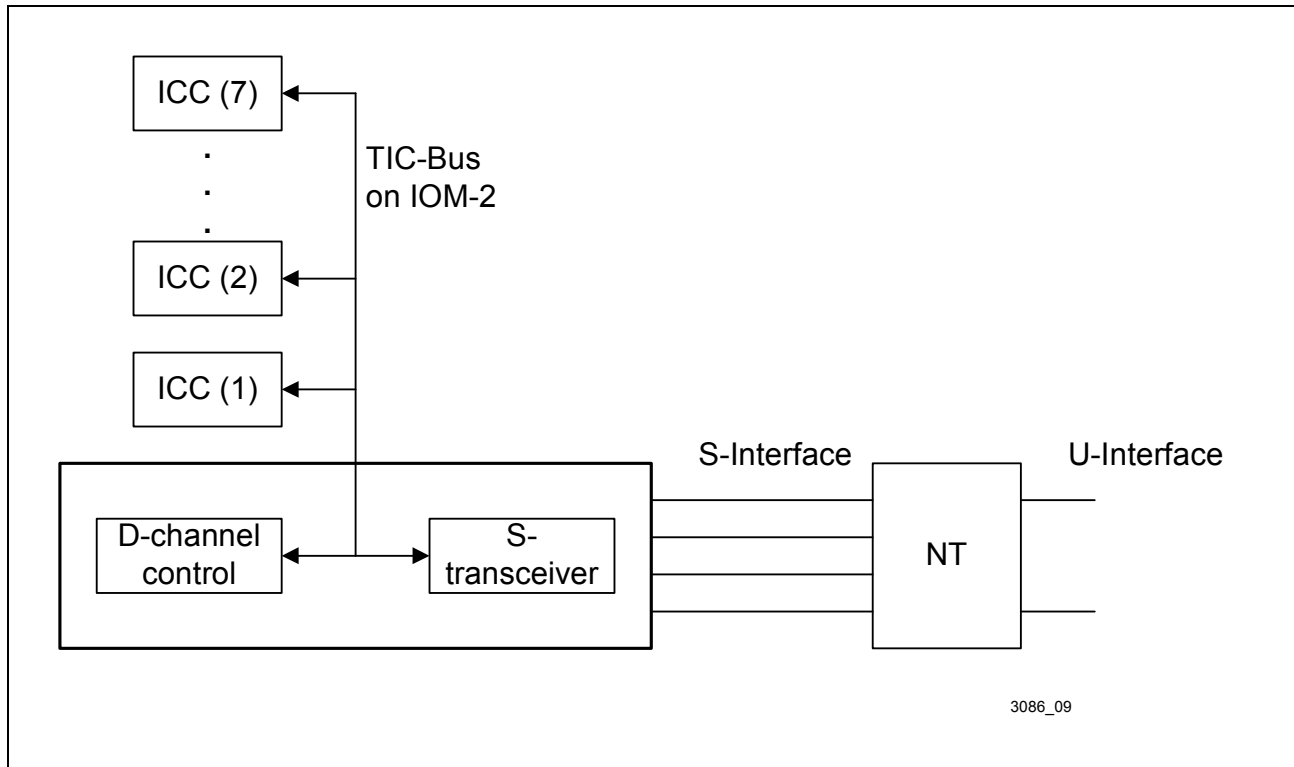 ICC (7)
.
.
.
TIC-Bus
on IOM-2
ICC (2)
ICC (1)
S-Interface
U-Interface
D-channel
control
S-
transceiver
NT
3086_09